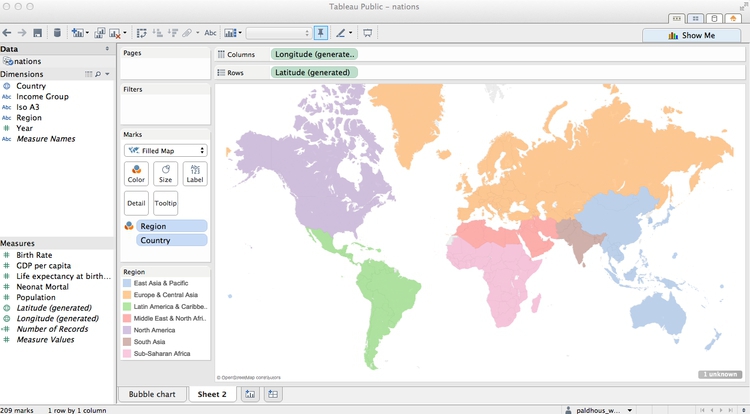 Tableau Public - nations
Abc
Show Me
Data
nations
Dimensions
Country
Abc Income Group
Abc Iso A3
Abc Region
# Year
Abc Measure Names
Measures
# Birth Rate
# GDP per capita
# Life expectancy at birth...
# Neonat Mortal
# Population
Latitude (generated)
Longitude (generated)
# Number of Records
# Measure Values
Pages
Filters
Marks
Filled Map
Color
Size
Abc
Label
Detail
Tooltip
Region
Country
Region
East Asia & Pacific
Europe & Central Asia
Latin America & Caribbe..
Middle East & North Afri..
North America
South Asia
Sub-Saharan Africa
Columns
Longitude (generate..
Rows
Latitude (generated)
© OpenStreetMap contributors
1 unknown
Bubble chart
Sheet 2
209 marks
1 row by 1 column
paldhous_w...